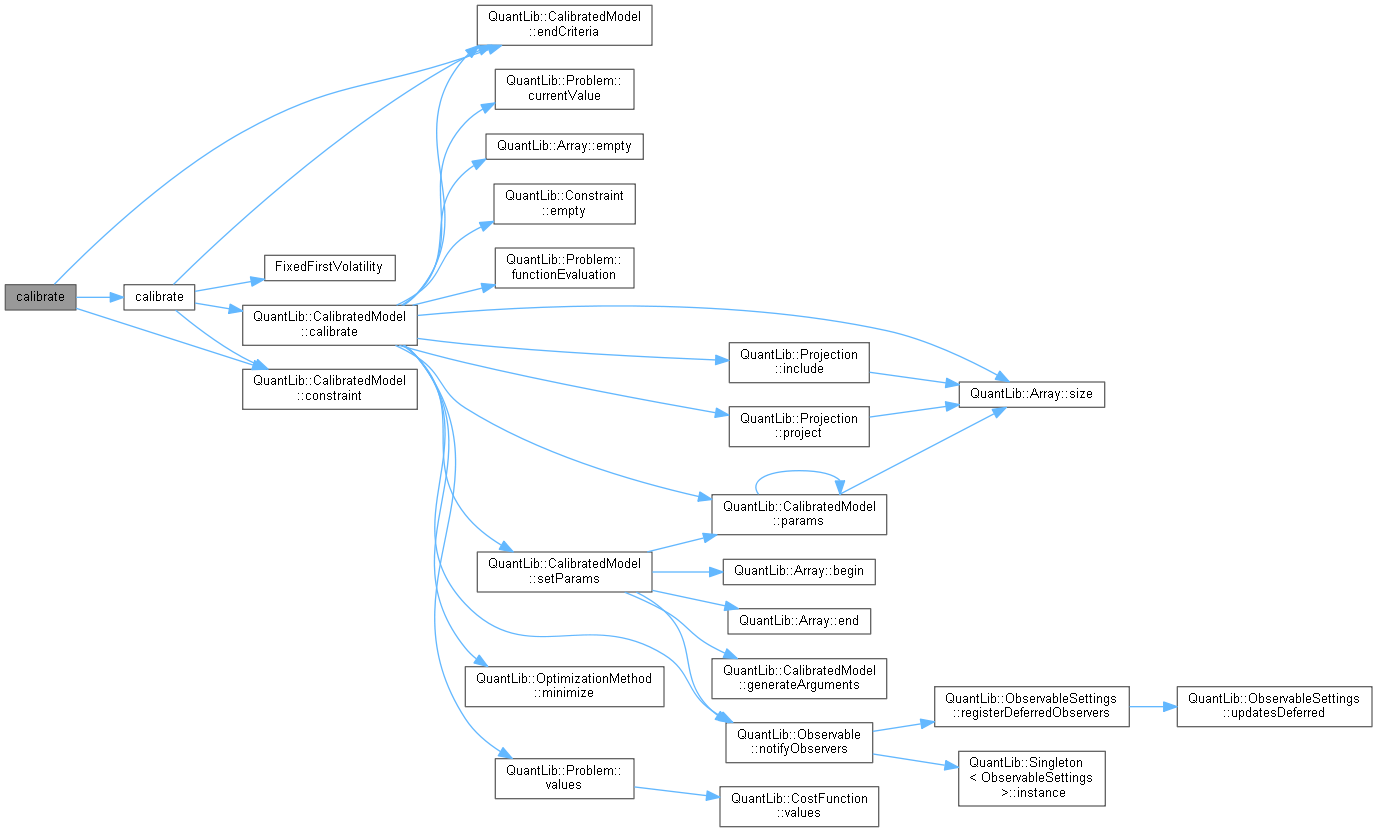 QuantLib::CalibratedModel
::endCriteria
QuantLib::Problem::
currentValue
QuantLib::Array::empty
QuantLib::Constraint
::empty
QuantLib::Problem::
functionEvaluation
FixedFirstVolatility
calibrate
calibrate
QuantLib::CalibratedModel
::calibrate
QuantLib::CalibratedModel
::constraint
QuantLib::Projection
::include
QuantLib::Array::size
QuantLib::Projection
::project
QuantLib::CalibratedModel
::params
QuantLib::CalibratedModel
::setParams
QuantLib::Array::begin
QuantLib::Array::end
QuantLib::CalibratedModel
::generateArguments
QuantLib::OptimizationMethod
::minimize
QuantLib::Observable
::notifyObservers
QuantLib::ObservableSettings
::registerDeferredObservers
QuantLib::ObservableSettings
::updatesDeferred
QuantLib::Singleton
< ObservableSettings
>::instance
QuantLib::Problem::
values
QuantLib::CostFunction
::values